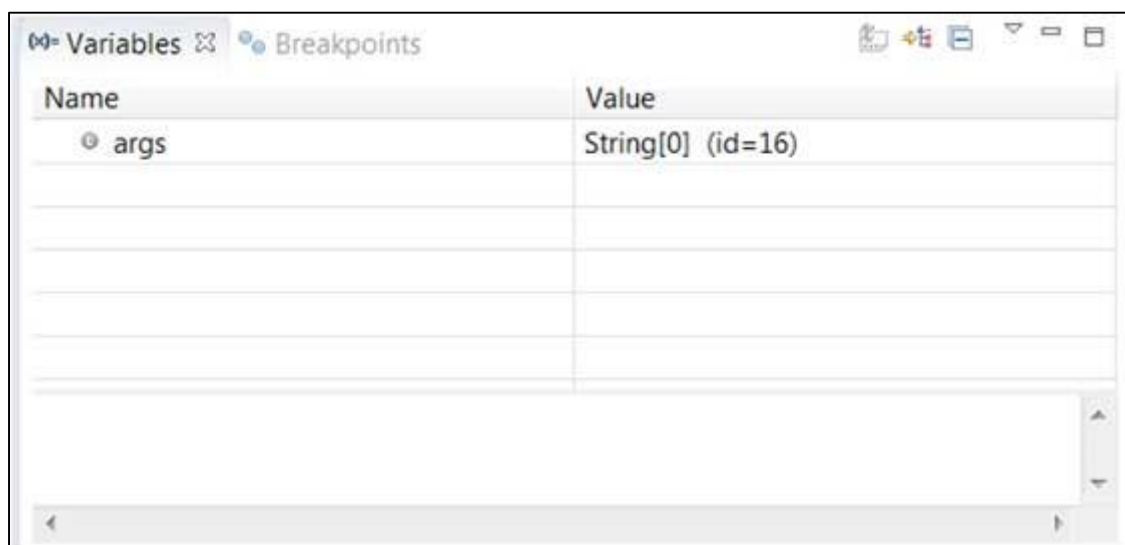 (x)= Variables Breakpoints
Name Value
args String[0] (id=16)